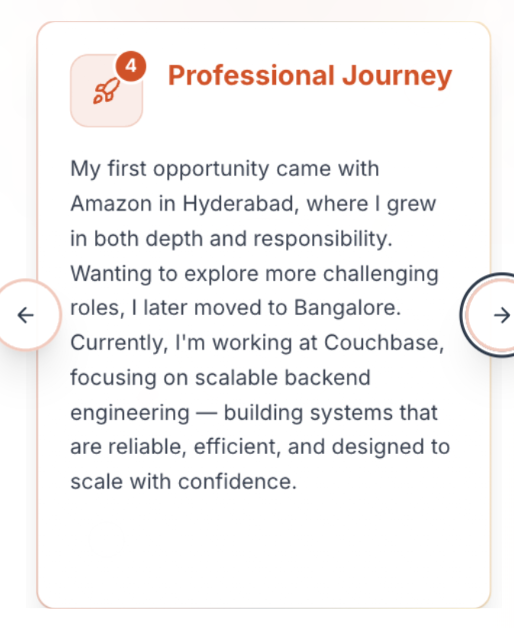 4
Professional Journey
My first opportunity came with
Amazon in Hyderabad, where I grew
in both depth and responsibility.
Wanting to explore more challenging
roles, I later moved to Bangalore.
Currently, I'm working at Couchbase,
focusing on scalable backend
engineering — building systems that
are reliable, efficient, and designed to
scale with confidence.